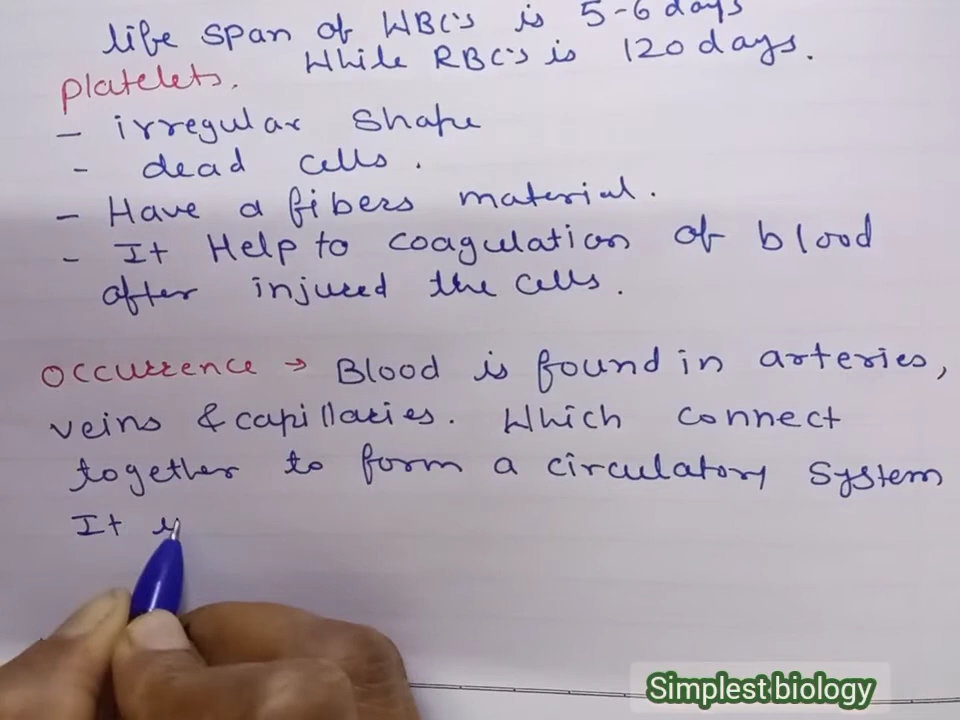 life span of WBC's is 5-6 days
While RBC's is 120 days.
Platelets.
- irregular shape
- dead cells.
- Have a fibers material.
- It Help to coagulation of blood
after injured the cells.
Occurrence → Blood is found in arteries,
veins & capillaries. Which connect
together to form a circulatory system
It
Simplest biology